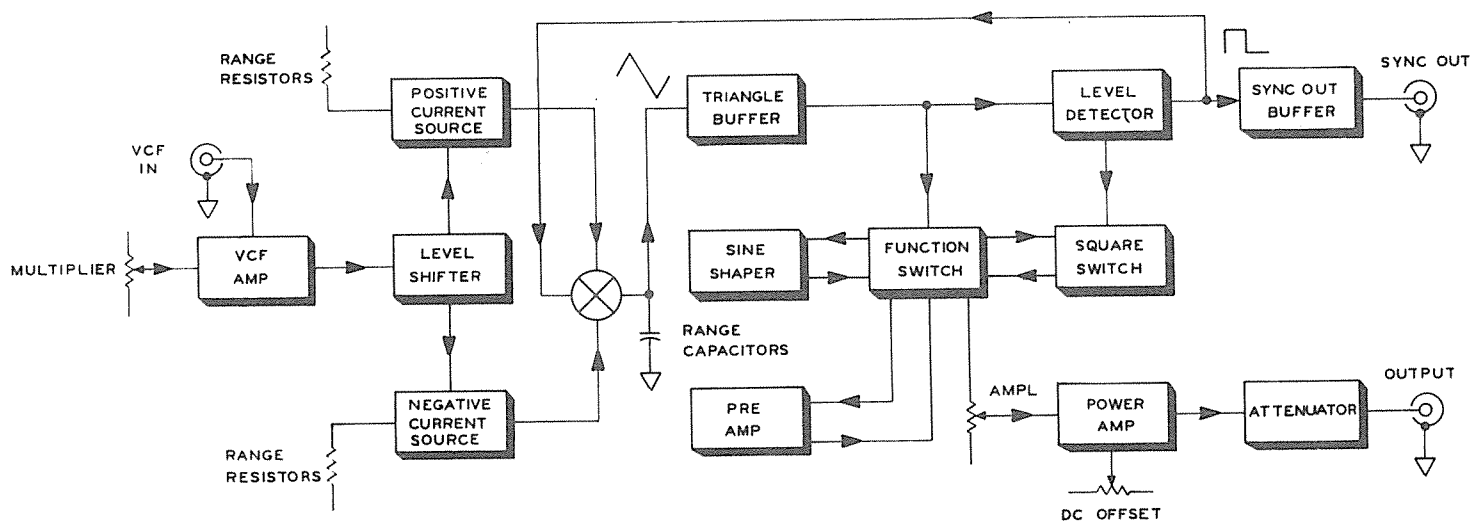 RANGE
RESISTORS
POSITIVE
CURRENT
SOURCE
TRIANGLE
BUFFER
LEVEL
DETECTOR
SYNC OUT
BUFFER
SYNC OUT
VCF
IN
MULTIPLIER
VCF
AMP
LEVEL
SHIFTER
SINE
SHAPER
FUNCTION
SWITCH
SQUARE
SWITCH
RANGE
CAPACITORS
NEGATIVE
CURRENT
SOURCE
RANGE
RESISTORS
PRE
AMP
AMPL
POWER
AMP
ATTENUATOR
OUTPUT
DC OFFSET